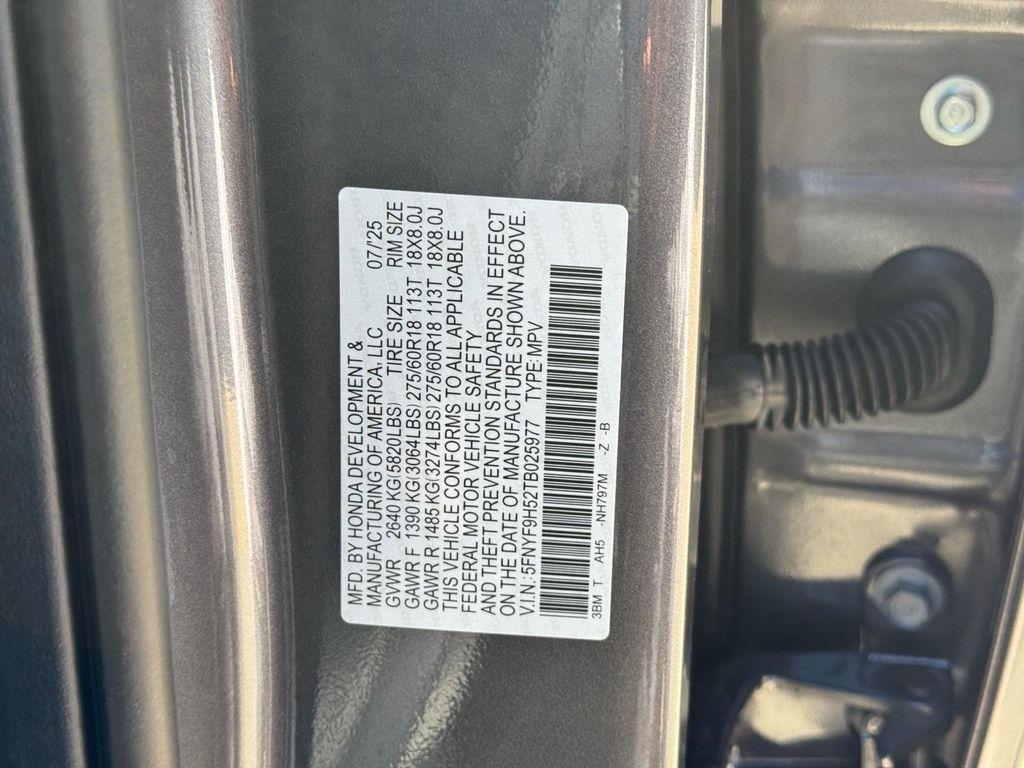 MFD. BY HONDA DEVELOPMENT &
MANUFACTURING OF AMERICA, LLC 07/25
GVWR 2640 KG(5820LBS) TIRE SIZE RIM SIZE
GAWR F 1390 KG(3064LBS)275/60R18 113T 18X8.0J
GAWR R 1485 KG(3274LBS)275/60R18 113T 18X8.0J
THIS VEHICLE CONFORMS TO ALL APPLICABLE
FEDERAL MOTOR VEHICLE SAFETY
AND THEFT PREVENTION STANDARDS IN EFFECT
ON THE DATE OF MANUFACTURE SHOWN ABOVE.
V.I.N.:5FNYF9H52TB025977 TYPE:MPV
3BM T AH5 -NH797M -Z -B